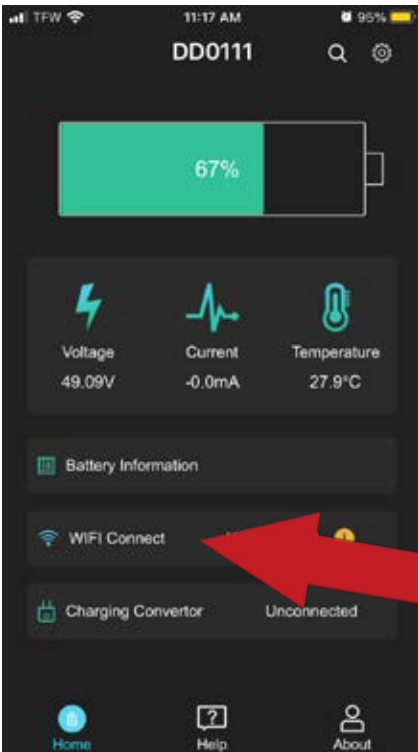 TFW 11:17 AM 95%
DD0111
67%
Voltage Current Temperature
49.09V -0.0mA 27.9°C
Battery Information
WIFI Connect
Charging Convertor Unconnected
Home Help About